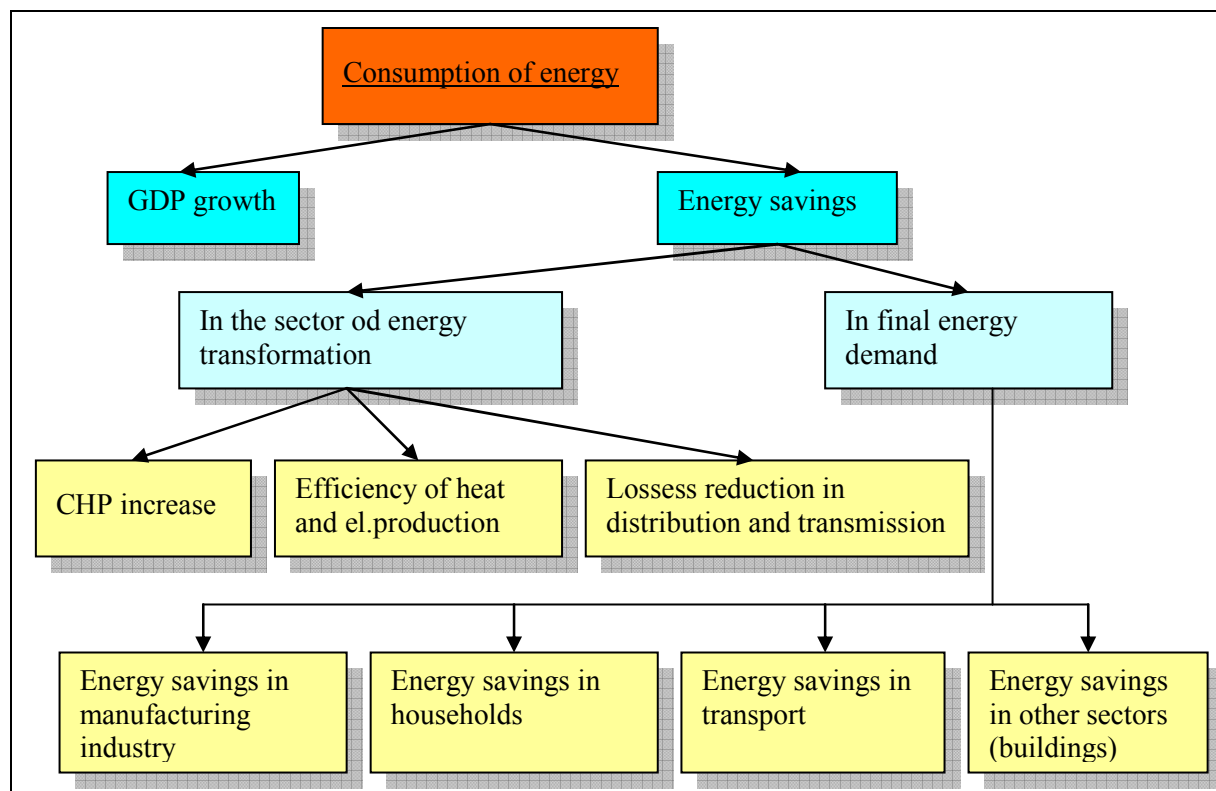 Consumption of energy
GDP growth
Energy savings
In the sector od energy
transformation
In final energy
demand
CHP increase
Efficiency of heat
and el.production
Lossess reduction in
distribution and transmission
Energy savings in
manufacturing
industry
Energy savings in
households
Energy savings in
transport
Energy savings
in other sectors
(buildings)